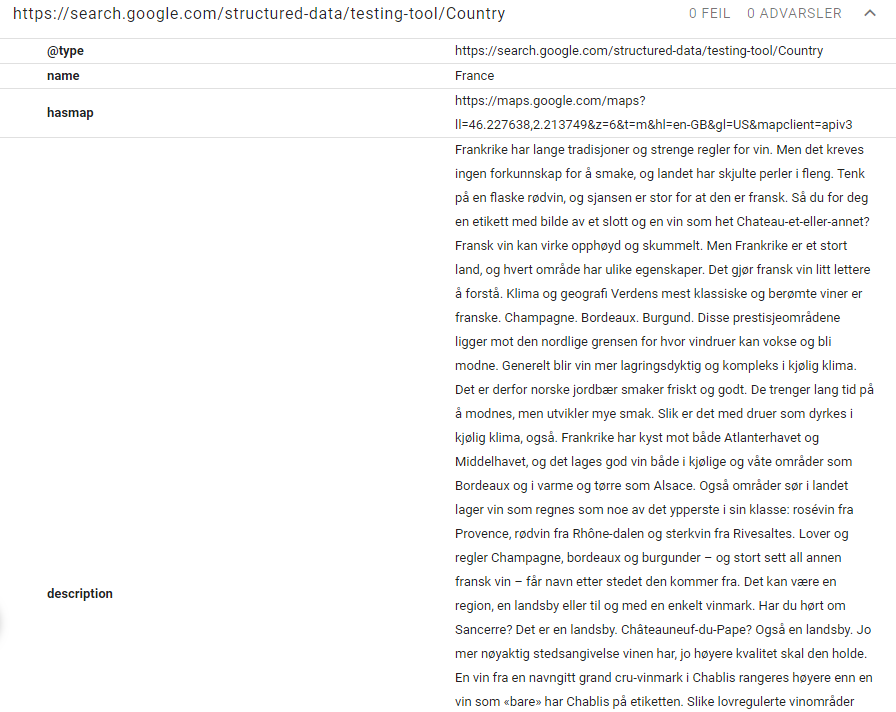 https://search.google.com/structured-data/testing-tool/Country 0 FEIL 0 ADVARSLER
@type https://search.google.com/structured-data/testing-tool/Country
name France
hasmap https://maps.google.com/maps?
ll=46.227638,2.213749&z=6&t=m&hl=en-GB&gl=US&mapclient=apiv3
description
Frankrike har lange tradisjoner og strenge regler for vin. Men det kreves
ingen forkunnskap for å smake, og landet har skjulte perler i fleng. Tenk
på en flaske rødvin, og sjansen er stor for at den er fransk. Så du for deg
en etikett med bilde av et slott og en vin som het Chateau-et-eller-annet?
Fransk vin kan virke opphøyd og skummelt. Men Frankrike er et stort
land, og hvert område har ulike egenskaper. Det gjør fransk vin litt lettere
å forstå. Klima og geografi Verdens mest klassiske og berømte viner er
franske. Champagne. Bordeaux. Burgund. Disse prestisjeområdene
ligger mot den nordlige grensen for hvor vindruer kan vokse og bli
modne. Generelt blir vin mer lagringsdyktig og kompleks i kjølig klima.
Det er derfor norske jordbær smaker friskt og godt. De trenger lang tid på
å modnes, men utvikler mye smak. Slik er det med druer som dyrkes i
kjølig klima, også. Frankrike har kyst mot både Atlanterhavet og
Middelhavet, og det lages god vin både i kjølige og våte områder som
Bordeaux og i varme og tørre som Alsace. Også områder sør i landet
lager vin som regnes som noe av det ypperste i sin klasse: rosévin fra
Provence, rødvin fra Rhône-dalen og sterkvin fra Rivesaltes. Lover og
regler Champagne, bordeaux og burgunder – og stort sett all annen
fransk vin – får navn etter stedet den kommer fra. Det kan være en
region, en landsby eller til og med en enkelt vinmark. Har du hørt om
Sancerre? Det er en landsby. Châteauneuf-du-Pape? Også en landsby. Jo
mer nøyaktig stedsangivelse vinen har, jo høyere kvalitet skal den holde.
En vin fra en navngitt grand cru-vinmark i Chablis rangeres høyere enn en
vin som «bare» har Chablis på etiketten. Slike lovregulerte vinområder